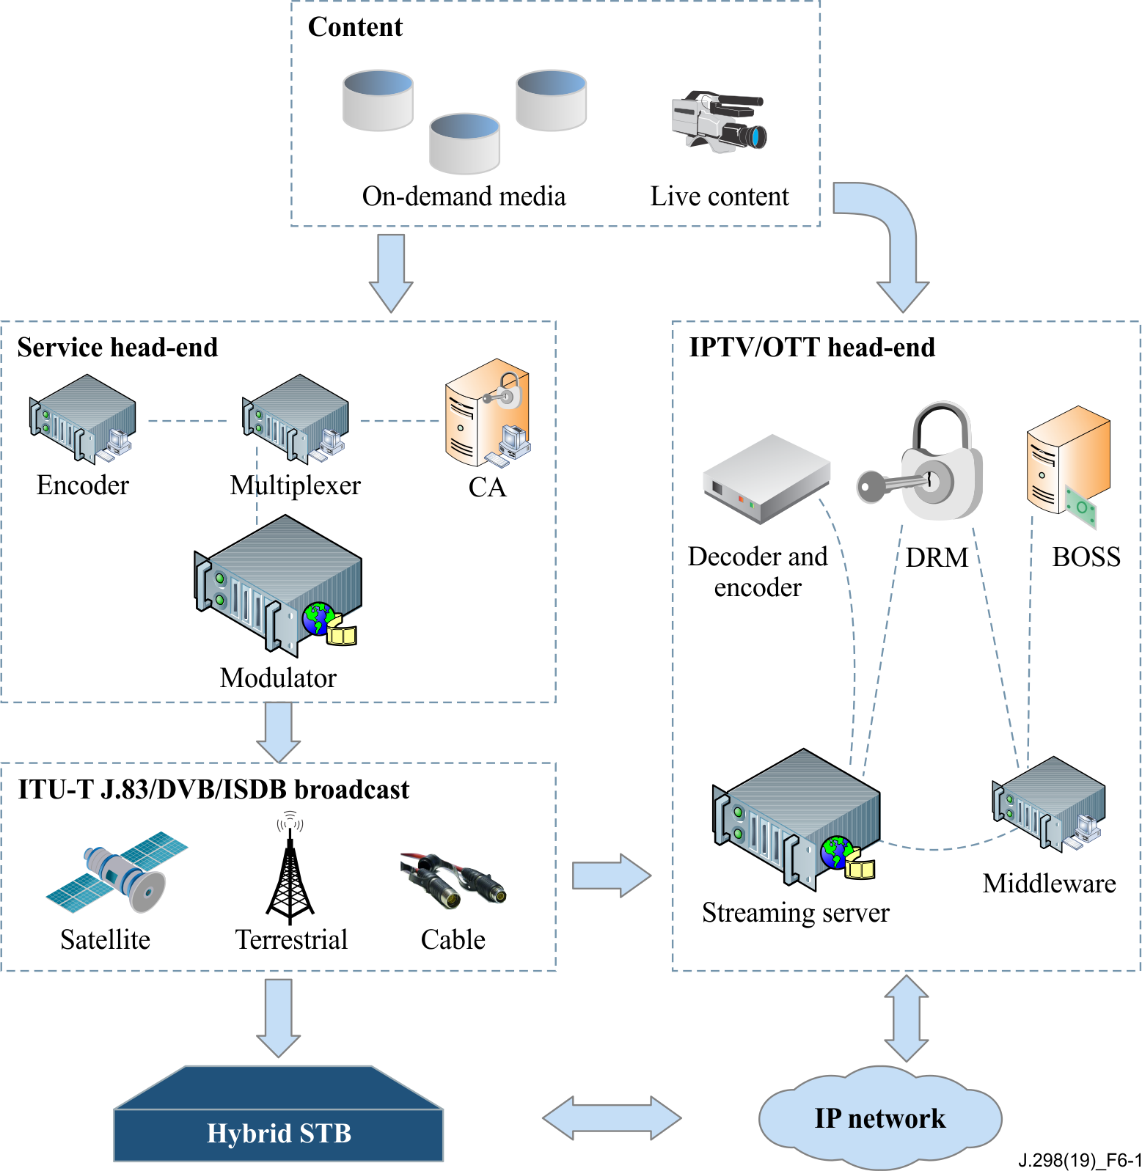 Content
On-demand media
Live content
Service head-end
Encoder
Multiplexer
CA
Modulator
IPTV/OTT head-end
Decoder and
encoder
DRM
BOSS
Streaming server
Middleware
ITU-T J.83/DVB/ISDB broadcast
Satellite
Terrestrial
Cable
Hybrid STB
IP network
J.298(19)_F6-1